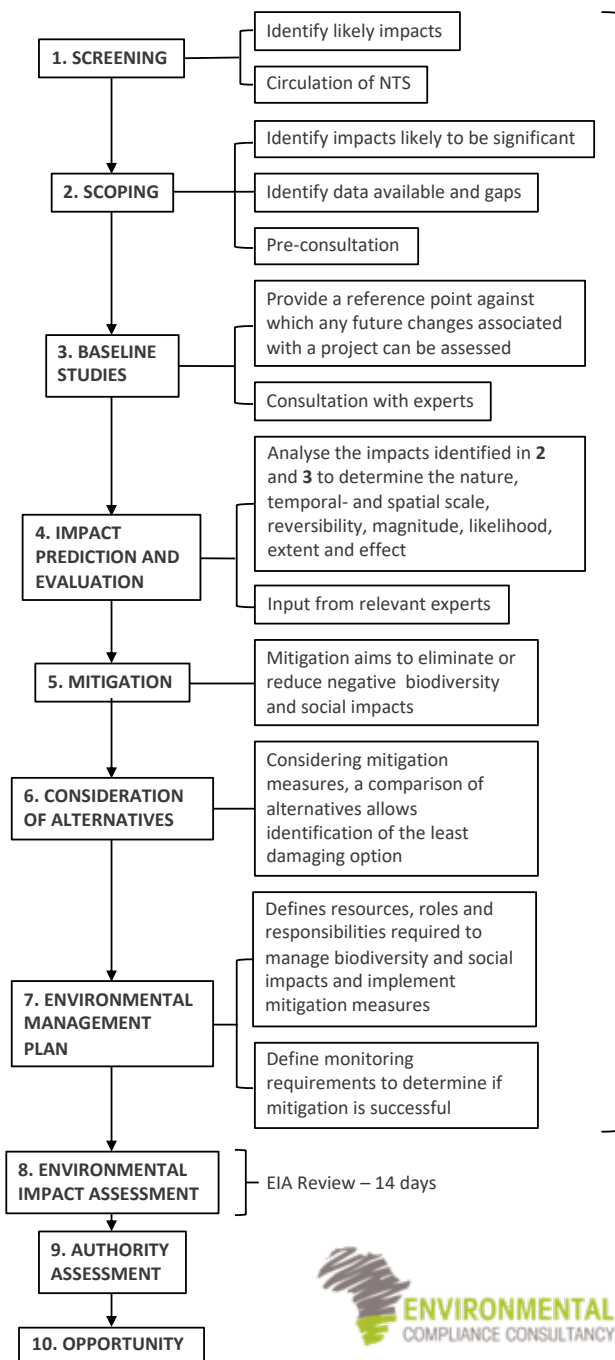 1. SCREENING
Identify likely impacts
Circulation of NTS
2. SCOPING
Identify impacts likely to be significant
Identify data available and gaps
Pre-consultation
3. BASELINE
STUDIES
Provide a reference point against
which any future changes associated
with a project can be assessed
Consultation with experts
4. IMPACT
PREDICTION AND
EVALUATION
Analyse the impacts identified in 2
and 3 to determine the nature,
temporal- and spatial scale,
reversibility, magnitude, likelihood,
extent and effect
Input from relevant experts
5. MITIGATION
Mitigation aims to eliminate or
reduce negative biodiversity
and social impacts
6. CONSIDERATION
OF ALTERNATIVES
Considering mitigation
measures, a comparison of
alternatives allows
identification of the least
damaging option
7. ENVIRONMENTAL
MANAGEMENT
PLAN
Defines resources, roles and
responsibilities required to
manage biodiversity and social
impacts and implement
mitigation measures
Define monitoring
requirements to determine if
mitigation is successful
8. ENVIRONMENTAL
IMPACT ASSESSMENT
EIA Review – 14 days
9. AUTHORITY
ASSESSMENT
10. OPPORTUNITY
ENVIRONMENTAL
COMPLIANCE CONSULTANCY